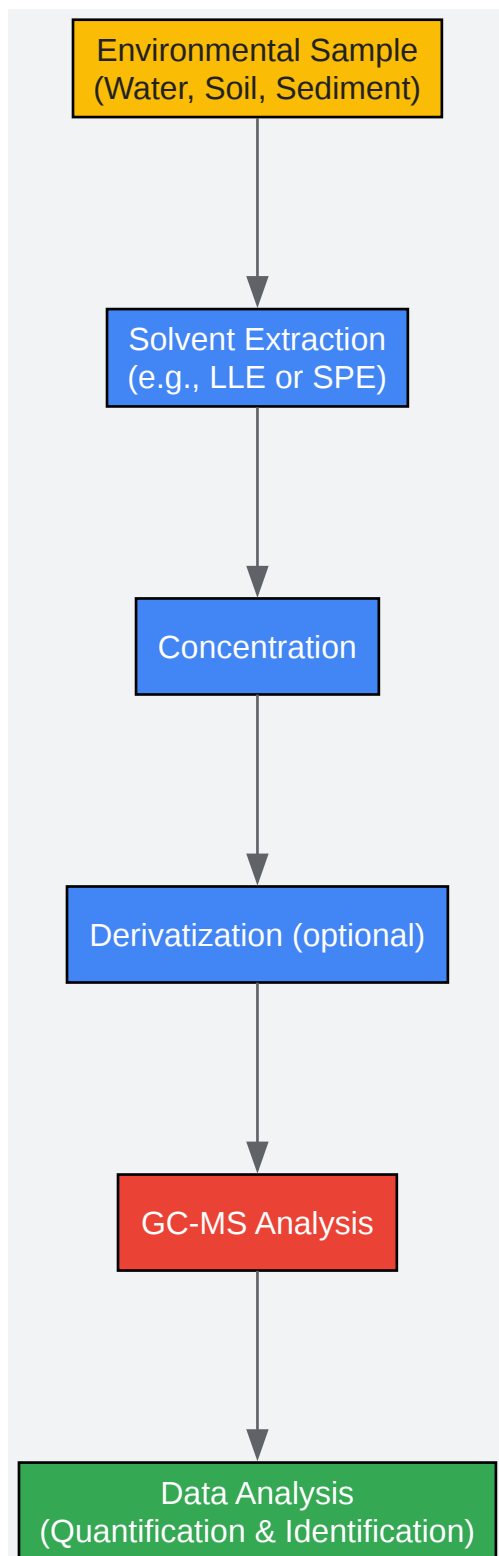 Environmental Sample
(Water, Soil, Sediment)
Solvent Extraction
(e.g., LLE or SPE)
Concentration
Derivatization (optional)
GC-MS Analysis
Data Analysis
(Quantification & Identification)